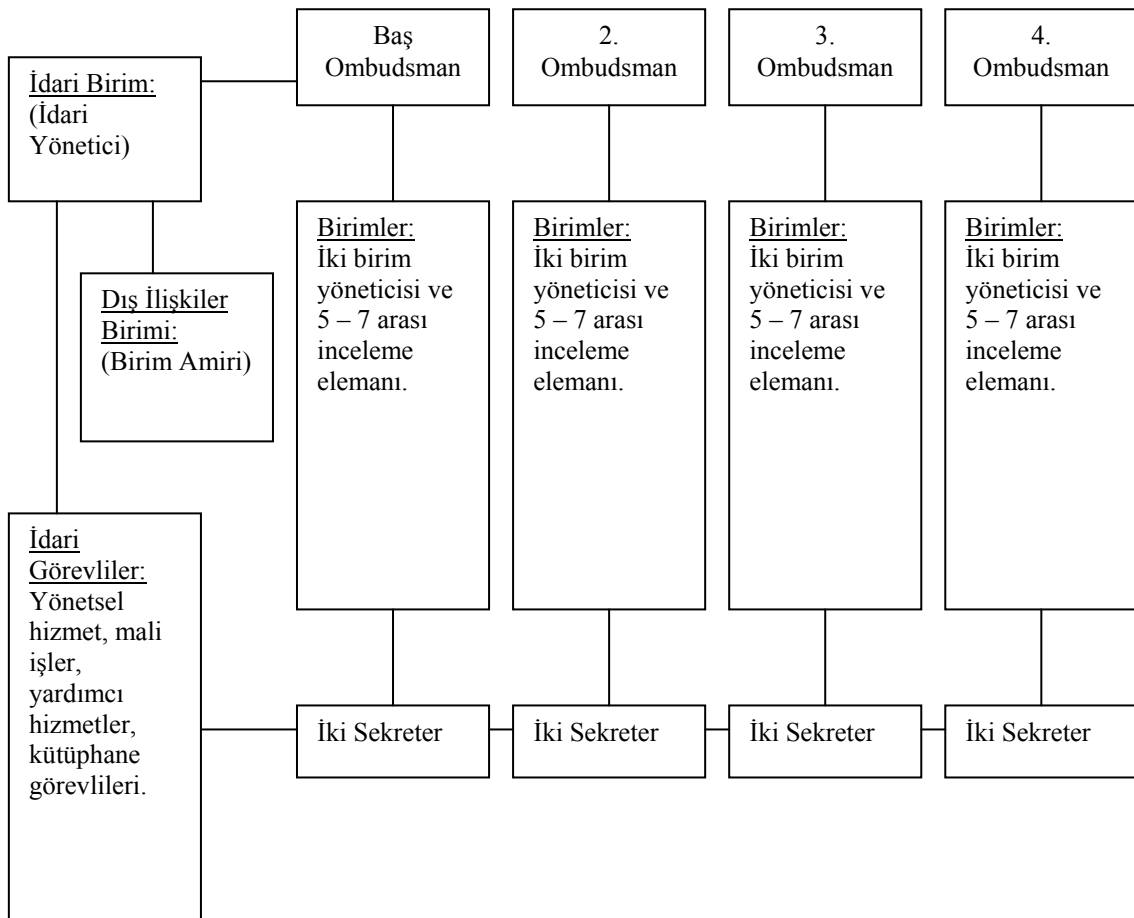 Baş
Ombudsman
2.
Ombudsman
3.
Ombudsman
4.
Ombudsman
İdari Birim:
(İdari
Yönetici)
Dış İlişkiler
Birimi:
(Birim Amiri)
Birimler:
İki birim
yöneticisi ve
5 – 7 arası
inceleme
elemanı.
Birimler:
İki birim
yöneticisi ve
5 – 7 arası
inceleme
elemanı.
Birimler:
İki birim
yöneticisi ve
5 – 7 arası
inceleme
elemanı.
Birimler:
İki birim
yöneticisi ve
5 – 7 arası
inceleme
elemanı.
İdari
Görevliler:
Yönetsel
hizmet, mali
işler,
yardımcı
hizmetler,
kütüphane
görevlileri.
İki Sekreter
İki Sekreter
İki Sekreter
İki Sekreter